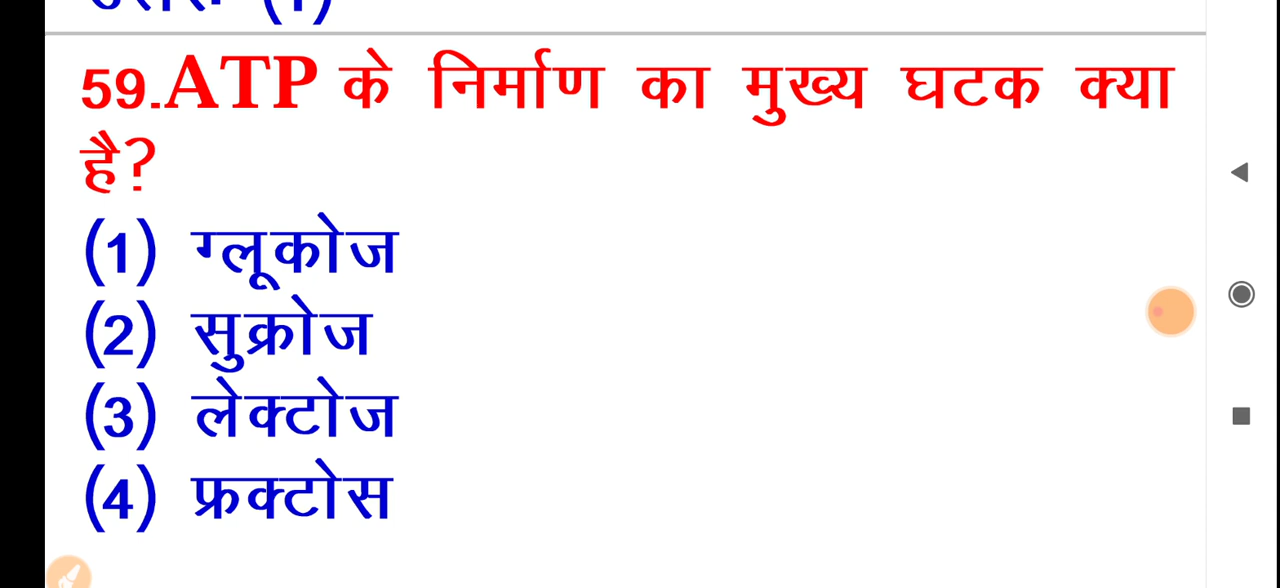 59.ATP के निर्माण का मुख्य घटक क्या
है?
(1) ग्लूकोज
(2) सुक्रोज
(3) लेक्टोज
(4) फ्रक्टोस